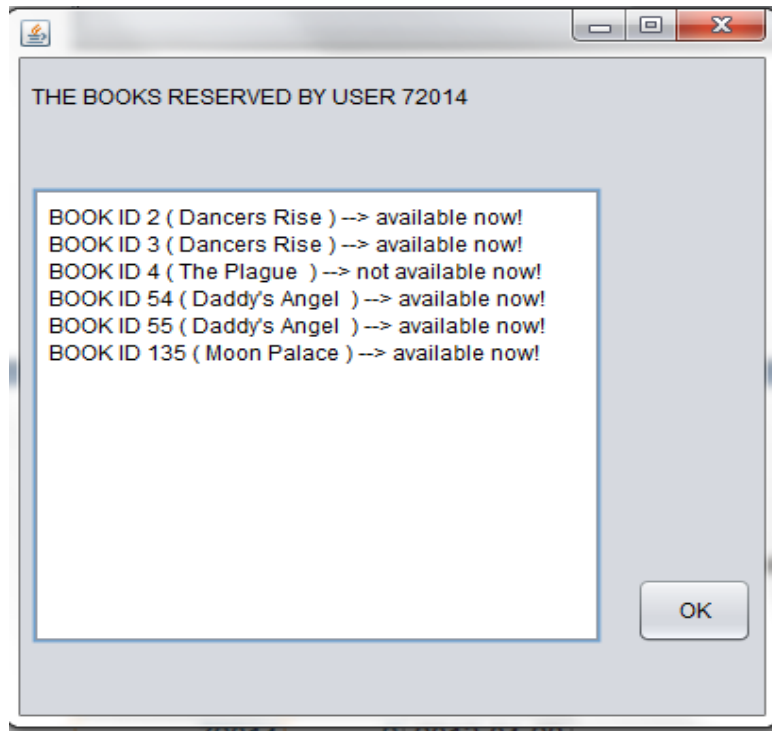 THE BOOKS RESERVED BY USER 72014
BOOK ID 2 ( Dancers Rise ) --> available now!
BOOK ID 3 ( Dancers Rise ) --> available now!
BOOK ID 4 ( The Plague  ) --> not available now!
BOOK ID 54 ( Daddy's Angel  ) --> available now!
BOOK ID 55 ( Daddy's Angel  ) --> available now!
BOOK ID 135 ( Moon Palace ) --> available now!
OK